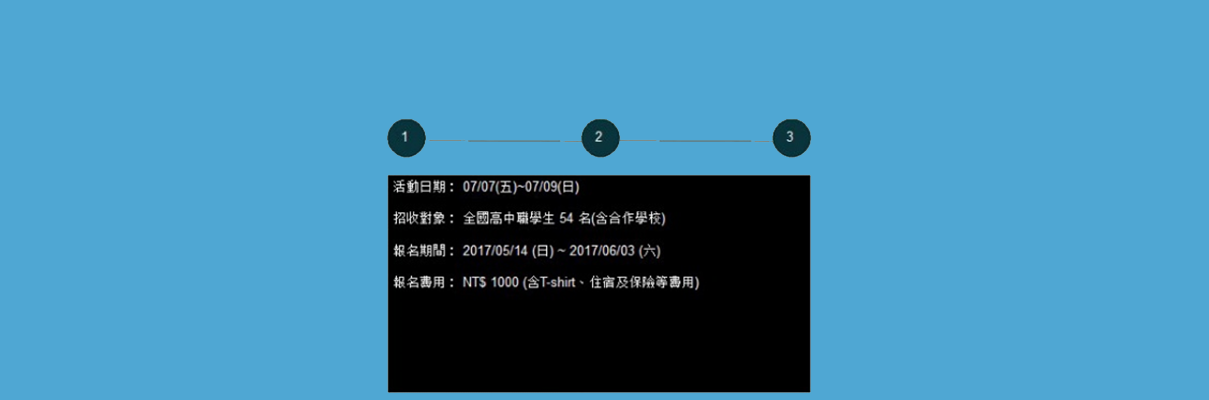 1 2 3
活動日期： 07/07(五)~07/09(日)
招收對象： 全國高中職學生 54 名(含合作學校)
報名期間： 2017/05/14 (日) ~ 2017/06/03 (六)
報名費用： NT$ 1000 (含T-shirt、住宿及保險等費用)